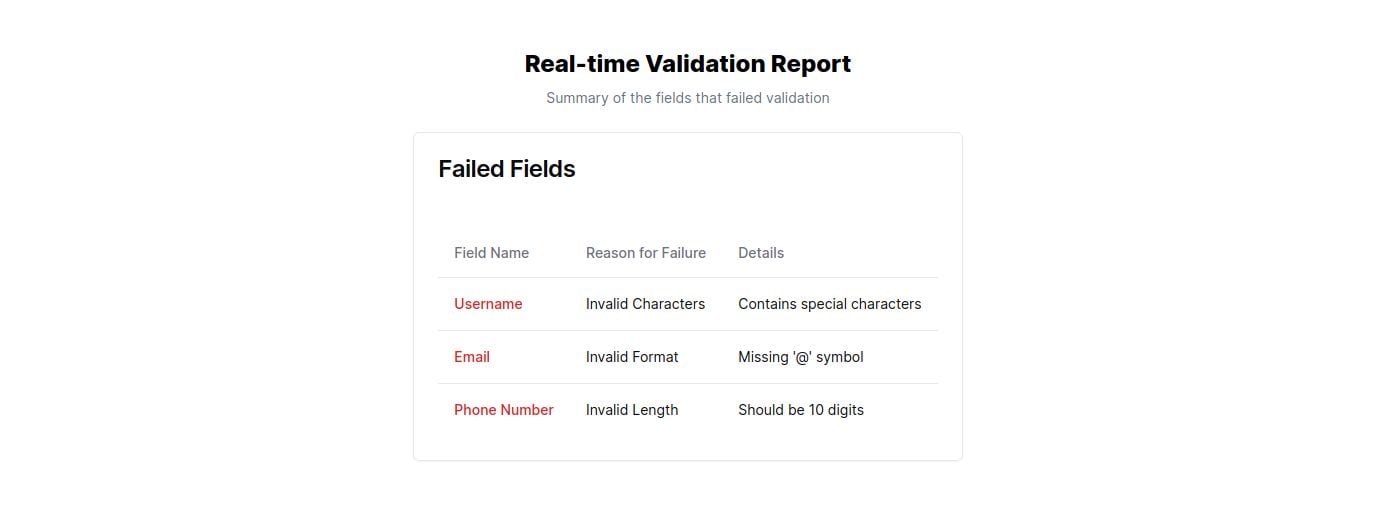 Real-time Validation Report
Summary of the fields that failed validation
Failed Fields
Field Name Reason for Failure Details
Username Invalid Characters Contains special characters
Email Invalid Format Missing '@' symbol
Phone Number Invalid Length Should be 10 digits